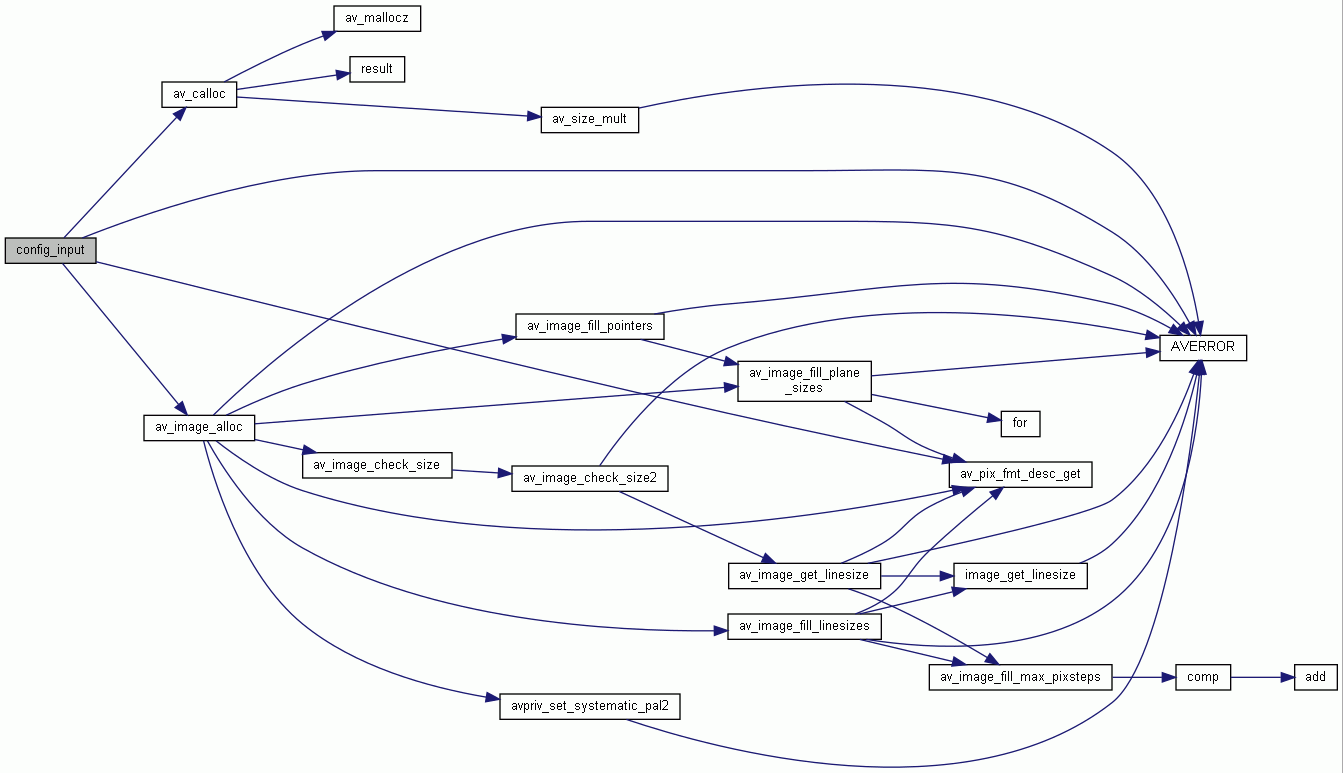 av_mallocz
result
av_calloc
av_size_mult
config_input
av_image_fill_pointers
AVERROR
av_image_fill_plane
_sizes
for
av_image_alloc
av_image_check_size
av_image_check_size2
av_pix_fmt_desc_get
av_image_get_linesize
image_get_linesize
av_image_fill_linesizes
av_image_fill_max_pixsteps
comp
add
avpriv_set_systematic_pal2